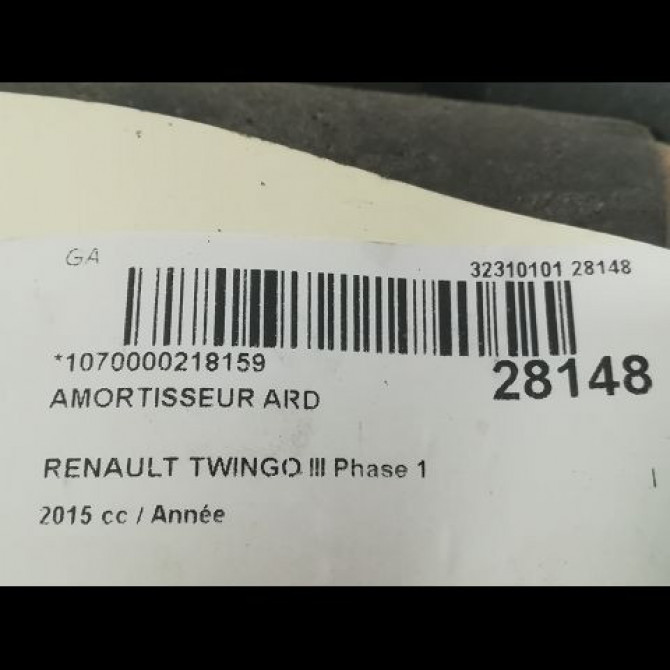 GA
32310101 28148
*1070000218159
28148
AMORTISSEUR ARD
RENAULT TWINGO III Phase 1
2015 cc / Année